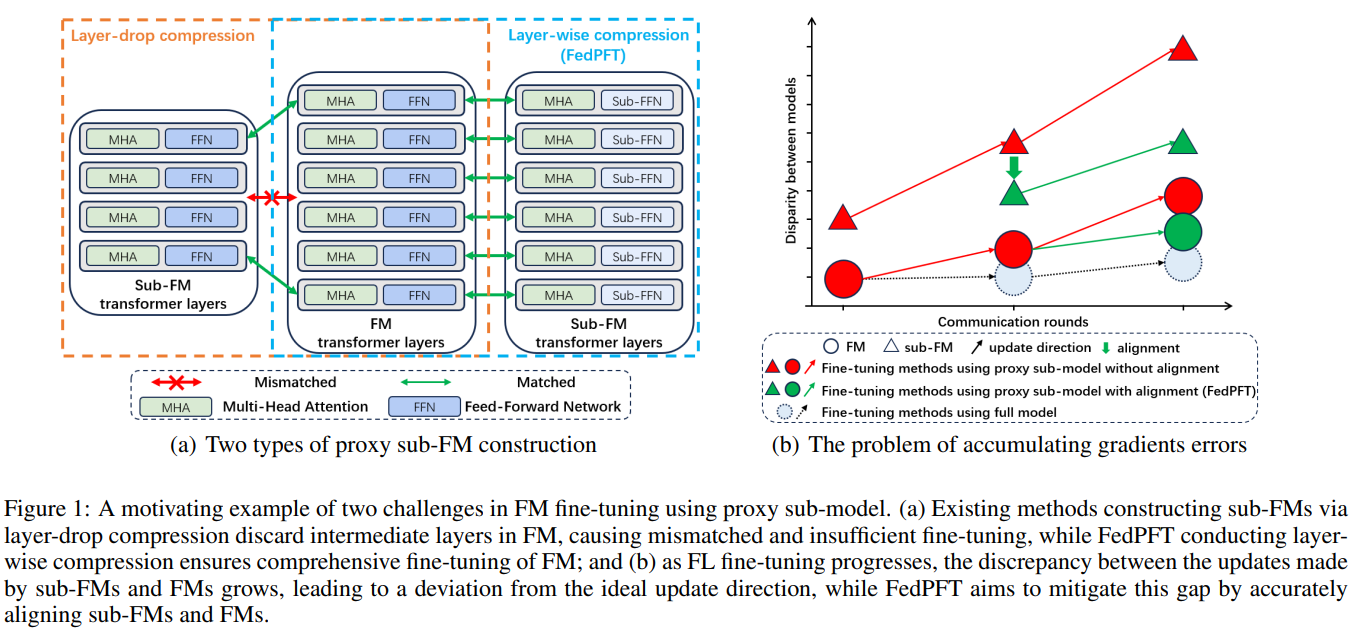 Layer-drop compression
Layer-wise compression
(FedPFT)
MHA FFN
MHA FFN
MHA FFN
MHA FFN
Sub-FM
transformer layers
MHA FFN
MHA FFN
MHA FFN
MHA FFN
MHA FFN
MHA FFN
FM
transformer layers
MHA Sub-FFN
MHA Sub-FFN
MHA Sub-FFN
MHA Sub-FFN
MHA Sub-FFN
MHA Sub-FFN
Sub-FM
transformer layers
Mismatched
Matched
MHA Multi-Head Attention
FFN Feed-Forward Network
(a) Two types of proxy sub-FM construction
Disparity between models
Communication rounds
FM sub-FM update direction alignment
Fine-tuning methods using proxy sub-model without alignment
Fine-tuning methods using proxy sub-model with alignment (FedPFT)
Fine-tuning methods using full model
(b) The problem of accumulating gradients errors
Figure 1: A motivating example of two challenges in FM fine-tuning using proxy sub-model. (a) Existing methods constructing sub-FMs via
layer-drop compression discard intermediate layers in FM, causing mismatched and insufficient fine-tuning, while FedPFT conducting layer-
wise compression ensures comprehensive fine-tuning of FM; and (b) as FL fine-tuning progresses, the discrepancy between the updates made
by sub-FMs and FMs grows, leading to a deviation from the ideal update direction, while FedPFT aims to mitigate this gap by accurately
aligning sub-FMs and FMs.